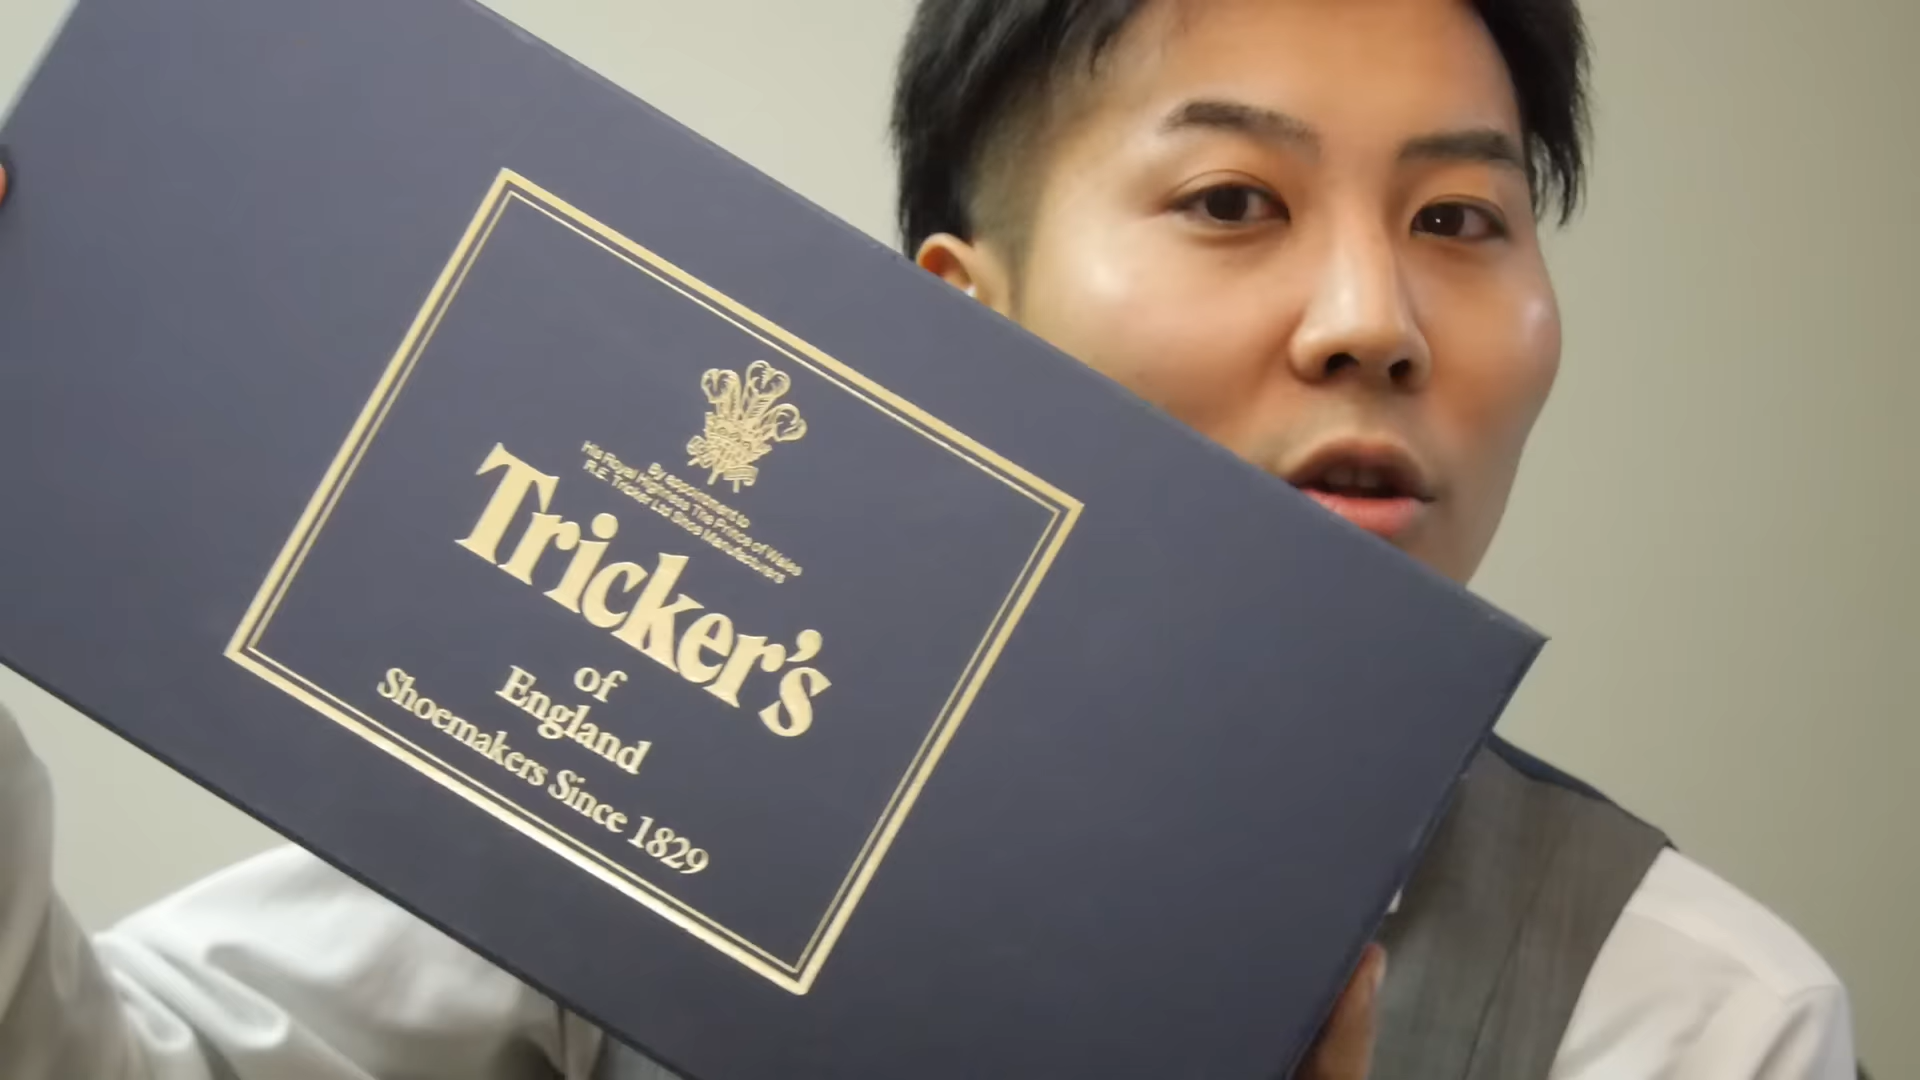 By appointment to
His Royal Highness The Prince of Wales
R.E. Tricker Ltd Shoe Manufacturers
Tricker's
of
England
Shoemakers Since 1829